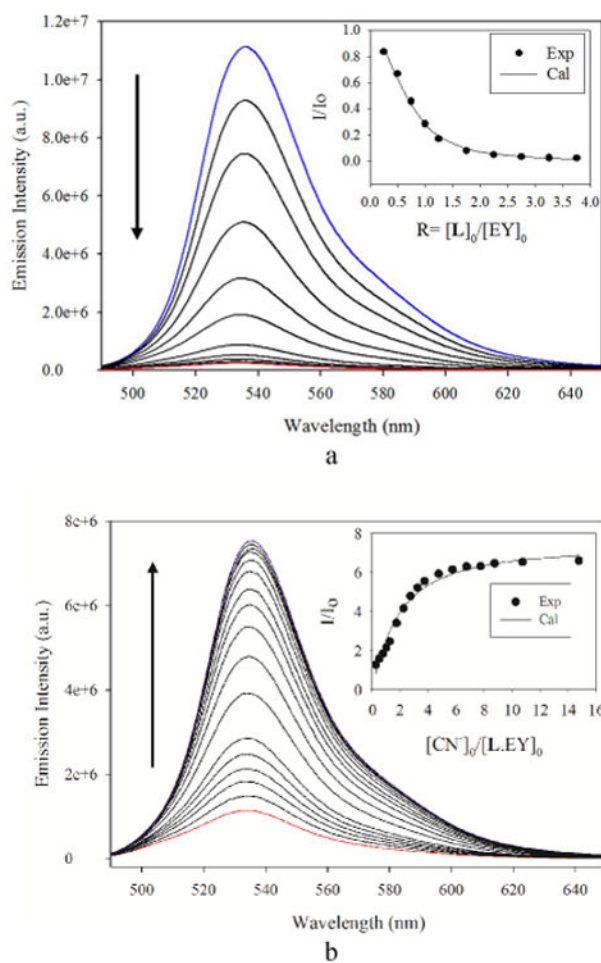 1.2e+7
1.0e+7
8.0e+6
6.0e+6
4.0e+6
2.0e+6
0.0
Emission Intensity (a.u.)
500 520 540 560 580 600 620 640
Wavelength (nm)
1.0
0.8
0.6
0.4
0.2
0.0
I/Io
Exp
Cal
0.0 0.5 1.0 1.5 2.0 2.5 3.0 3.5 4.0
R= [L]₀/[EY]₀
a
8e+6
6e+6
4e+6
2e+6
0
Emission Intensity (a.u.)
500 520 540 560 580 600 620 640
Wavelength (nm)
8
6
4
2
0
I/Io
Exp
Cal
0 2 4 6 8 10 12 14 16
[CN⁻]₀/[L.EY]₀
b